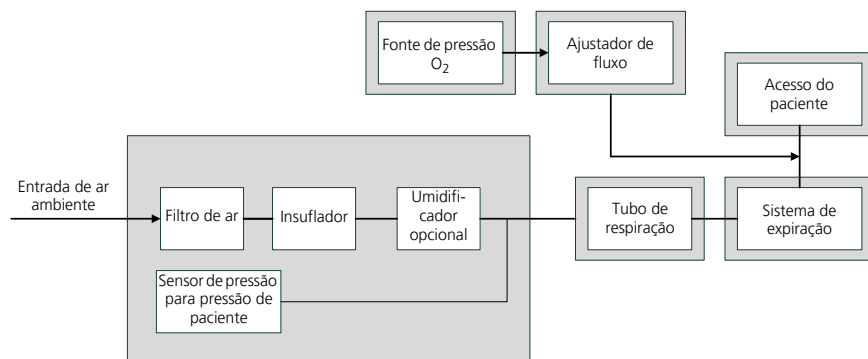 Fonte de pressão
O2
Ajustador de
fluxo
Acesso do
paciente
Entrada de ar
ambiente
Filtro de ar
Insuflador
Umidifi-
cador
opcional
Tubo de
respiração
Sistema de
expiração
Sensor de pressão
para pressão de
paciente